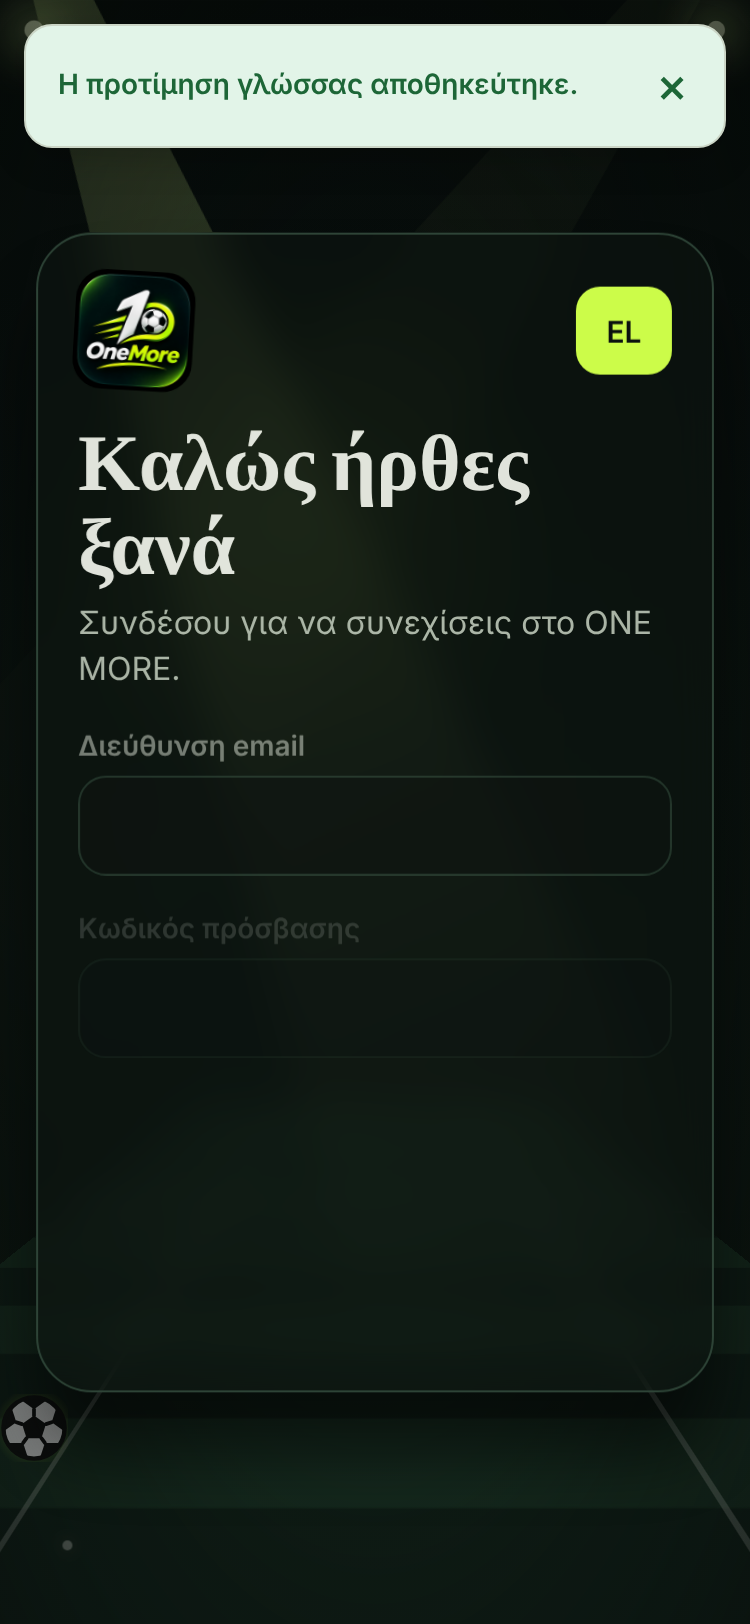 Η προτίμηση γλώσσας αποθηκεύτηκε. ×
10
OneMore
EL
Καλώς ήρθες
ξανά
Συνδέσου για να συνεχίσεις στο ONE
MORE.
Διεύθυνση email
Κωδικός πρόσβασης